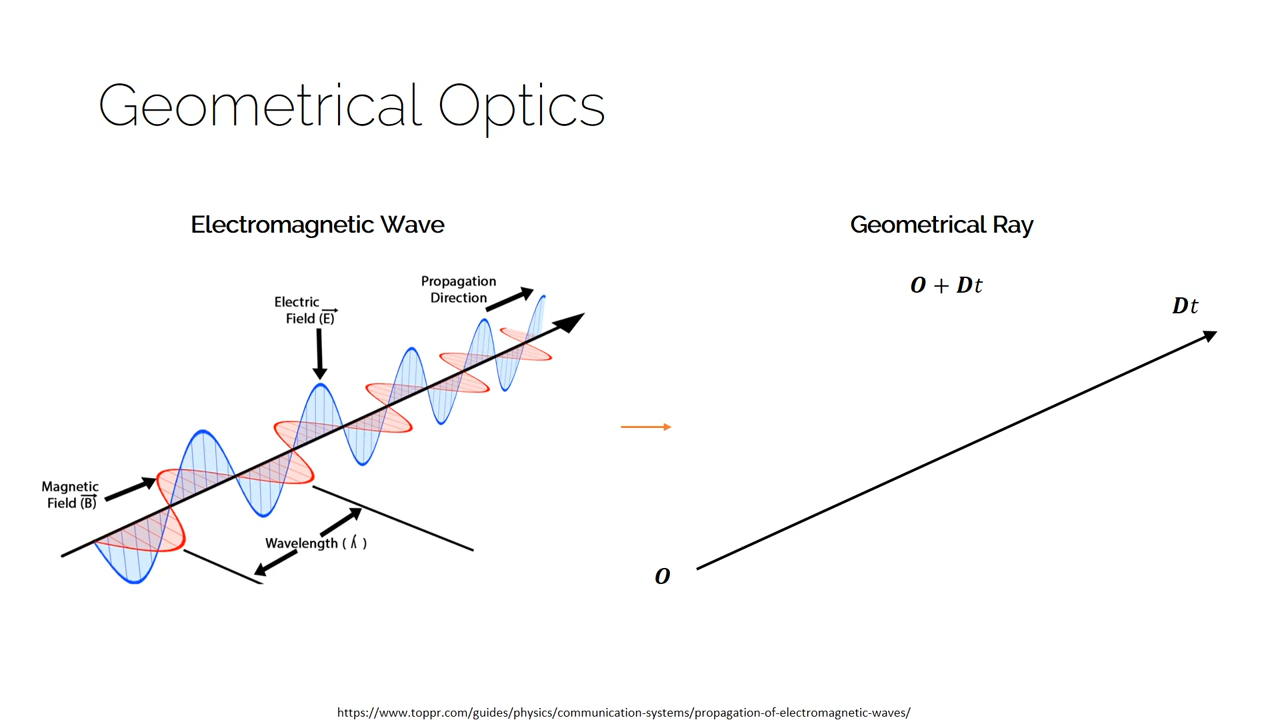 Geometrical Optics
Electromagnetic Wave
Geometrical Ray
Propagation
Direction
Electric
Field (E)
Magnetic
Field (B)
Wavelength ( λ )
O + Dt
Dt
O
https://www.toppr.com/guides/physics/communication-systems/propagation-of-electromagnetic-waves/